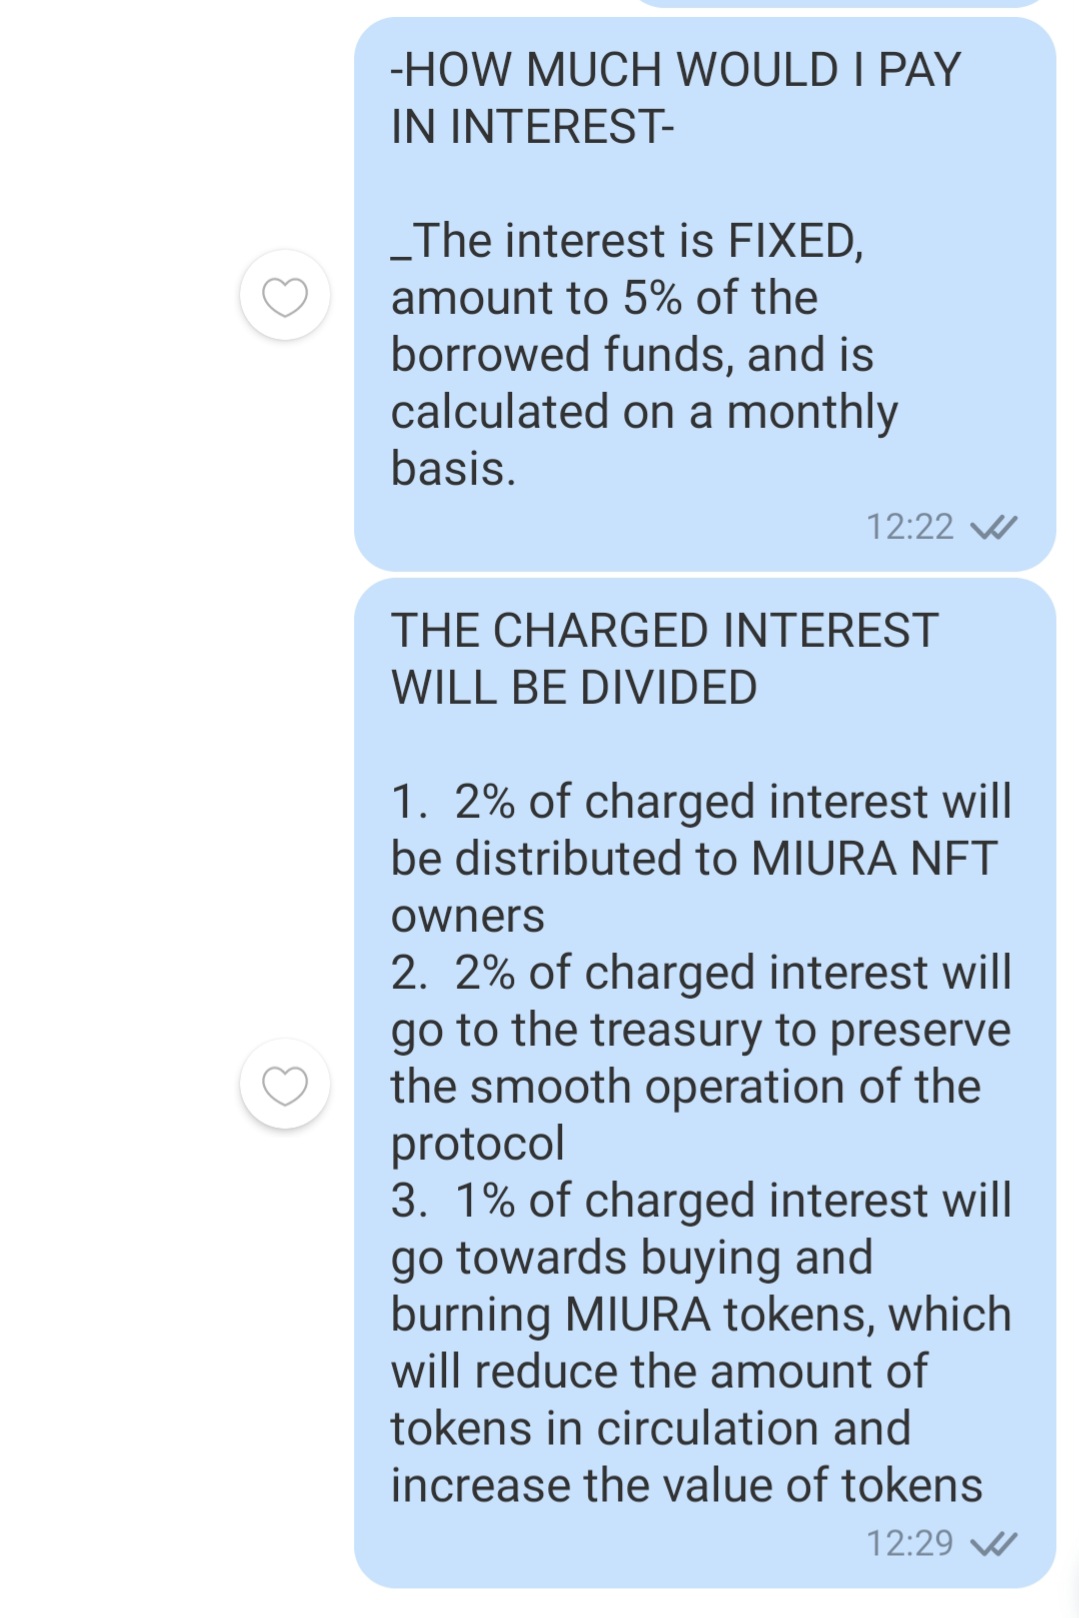 -HOW MUCH WOULD I PAY
IN INTEREST-
_The interest is FIXED,
amount to 5% of the
borrowed funds, and is
calculated on a monthly
basis.
12:22
THE CHARGED INTEREST
WILL BE DIVIDED
1. 2% of charged interest will
be distributed to MIURA NFT
owners
2. 2% of charged interest will
go to the treasury to preserve
the smooth operation of the
protocol
3. 1% of charged interest will
go towards buying and
burning MIURA tokens, which
will reduce the amount of
tokens in circulation and
increase the value of tokens
12:29